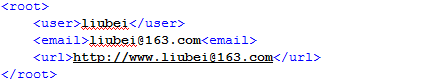 <root>
<user>liubei</user>
<email>liubei@163.com<email>
<url>http://www.liubei@163.com</url>
</root>